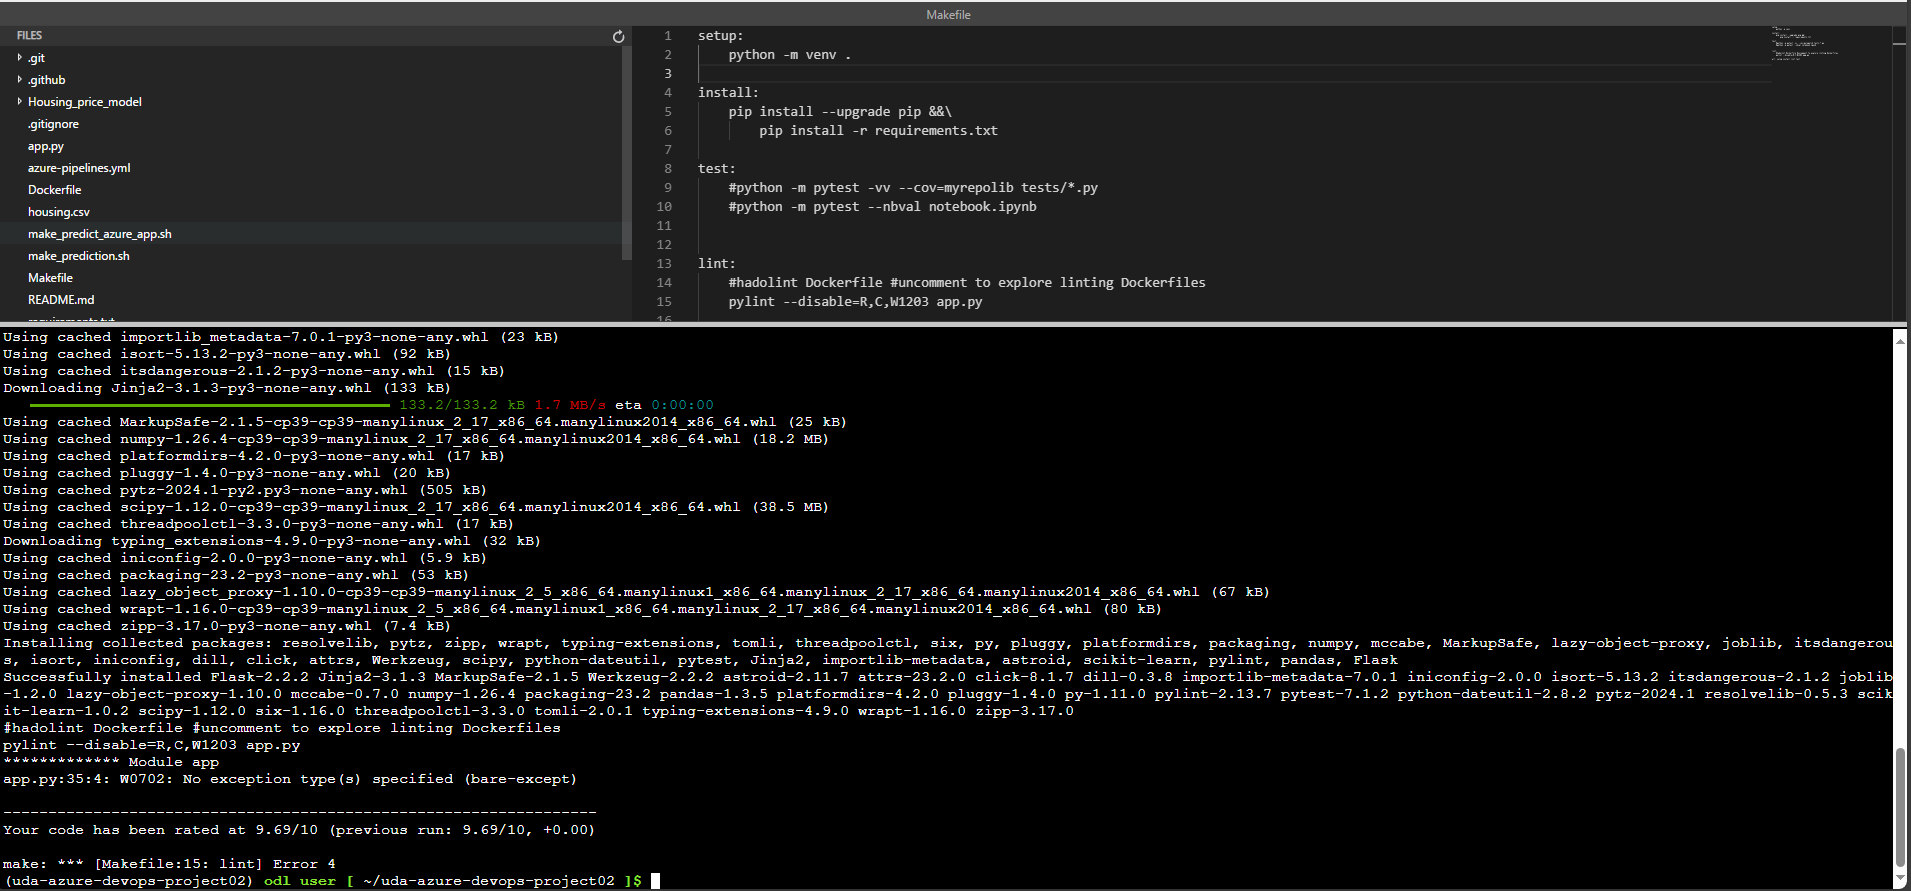 Makefile
FILES
.git
.github
Housing_price_model
.gitignore
app.py
azure-pipelines.yml
Dockerfile
housing.csv
make_predict_azure_app.sh
make_prediction.sh
Makefile
README.md
requirements.txt
1 setup:
2 python -m venv .
3
4 install:
5 pip install --upgrade pip &&\
6 pip install -r requirements.txt
7
8 test:
9 #python -m pytest -vv --cov=myrepolib tests/*.py
10 #python -m pytest --nbval notebook.ipynb
11
12
13 lint:
14 #hadolint Dockerfile #uncomment to explore linting Dockerfiles
15 pylint --disable=R,C,W1203 app.py
16
Using cached importlib_metadata-7.0.1-py3-none-any.whl (23 kB)
Using cached isort-5.13.2-py3-none-any.whl (92 kB)
Using cached itsdangerous-2.1.2-py3-none-any.whl (15 kB)
Downloading Jinja2-3.1.3-py3-none-any.whl (133 kB)
133.2/133.2 kB 1.7 MB/s eta 0:00:00
Using cached MarkupSafe-2.1.5-cp39-cp39-manylinux_2_17_x86_64.manylinux2014_x86_64.whl (25 kB)
Using cached numpy-1.26.4-cp39-cp39-manylinux_2_17_x86_64.manylinux2014_x86_64.whl (18.2 MB)
Using cached platformdirs-4.2.0-py3-none-any.whl (17 kB)
Using cached pluggy-1.4.0-py3-none-any.whl (20 kB)
Using cached pytz-2024.1-py2.py3-none-any.whl (505 kB)
Using cached scipy-1.12.0-cp39-cp39-manylinux_2_17_x86_64.manylinux2014_x86_64.whl (38.5 MB)
Using cached threadpoolctl-3.3.0-py3-none-any.whl (17 kB)
Downloading typing_extensions-4.9.0-py3-none-any.whl (32 kB)
Using cached iniconfig-2.0.0-py3-none-any.whl (5.9 kB)
Using cached packaging-23.2-py3-none-any.whl (53 kB)
Using cached lazy_object_proxy-1.10.0-cp39-cp39-manylinux_2_5_x86_64.manylinux1_x86_64.manylinux_2_17_x86_64.manylinux2014_x86_64.whl (67 kB)
Using cached wrapt-1.16.0-cp39-cp39-manylinux_2_5_x86_64.manylinux1_x86_64.manylinux_2_17_x86_64.manylinux2014_x86_64.whl (80 kB)
Using cached zipp-3.17.0-py3-none-any.whl (7.4 kB)
Installing collected packages: resolvelib, pytz, zipp, wrapt, typing-extensions, tomli, threadpoolctl, six, py, pluggy, platformdirs, packaging, numpy, mccabe, MarkupSafe, lazy-object-proxy, joblib, itsdangerou
s, isort, iniconfig, dill, click, attrs, Werkzeug, scipy, python-dateutil, pytest, Jinja2, importlib-metadata, astroid, scikit-learn, pylint, pandas, Flask
Successfully installed Flask-2.2.2 Jinja2-3.1.3 MarkupSafe-2.1.5 Werkzeug-2.2.2 astroid-2.11.7 attrs-23.2.0 click-8.1.7 dill-0.3.8 importlib-metadata-7.0.1 iniconfig-2.0.0 isort-5.13.2 itsdangerous-2.1.2 joblib
-1.2.0 lazy-object-proxy-1.10.0 mccabe-0.7.0 numpy-1.26.4 packaging-23.2 pandas-1.3.5 platformdirs-4.2.0 pluggy-1.4.0 py-1.11.0 pylint-2.13.7 pytest-7.1.2 python-dateutil-2.8.2 pytz-2024.1 resolvelib-0.5.3 scik
it-learn-1.0.2 scipy-1.12.0 six-1.16.0 threadpoolctl-3.3.0 tomli-2.0.1 typing-extensions-4.9.0 wrapt-1.16.0 zipp-3.17.0
#hadolint Dockerfile #uncomment to explore linting Dockerfiles
pylint --disable=R,C,W1203 app.py
************* Module app
app.py:35:4: W0702: No exception type(s) specified (bare-except)
------------------------------------------------------------------
Your code has been rated at 9.69/10 (previous run: 9.69/10, +0.00)
make: *** [Makefile:15: lint] Error 4
(uda-azure-devops-project02) odl_user [ ~/uda-azure-devops-project02 ]$